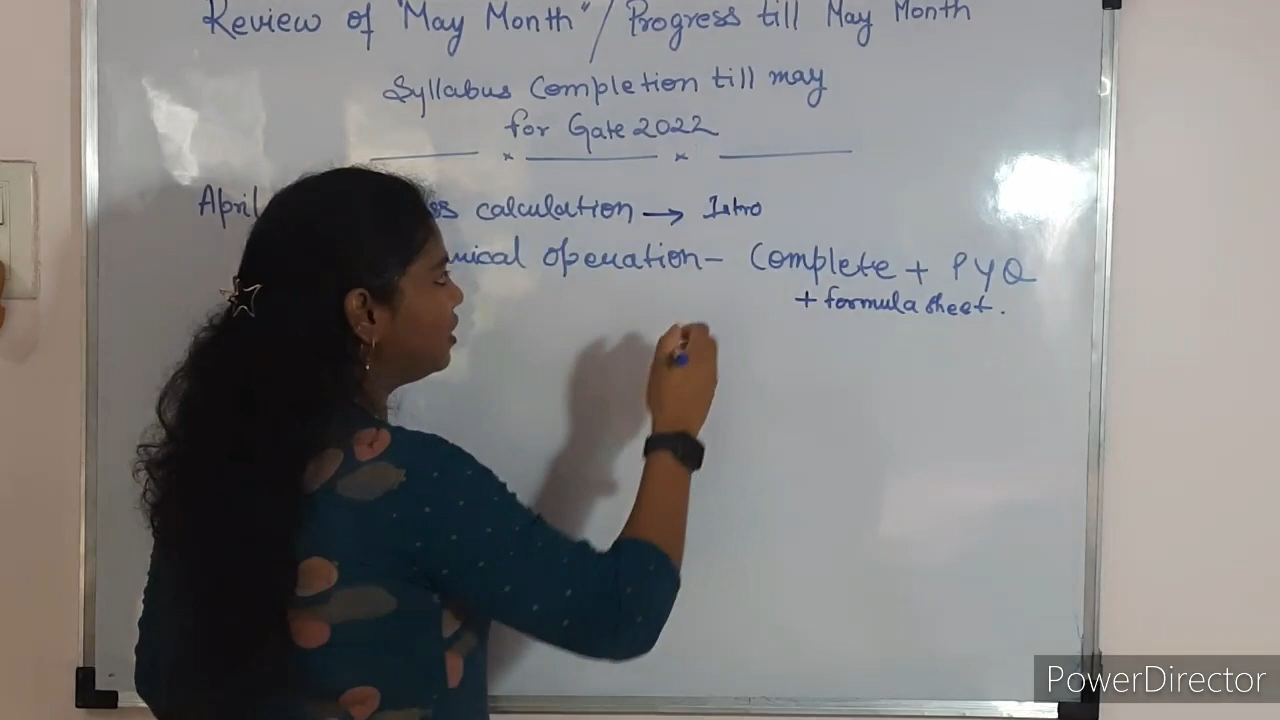 Review of "May Month" / Progress till May Month
Syllabus Completion till may
for Gate 2022
April calculation → Intro
operation - Complete + PYQ
+ formula sheet.
PowerDirector